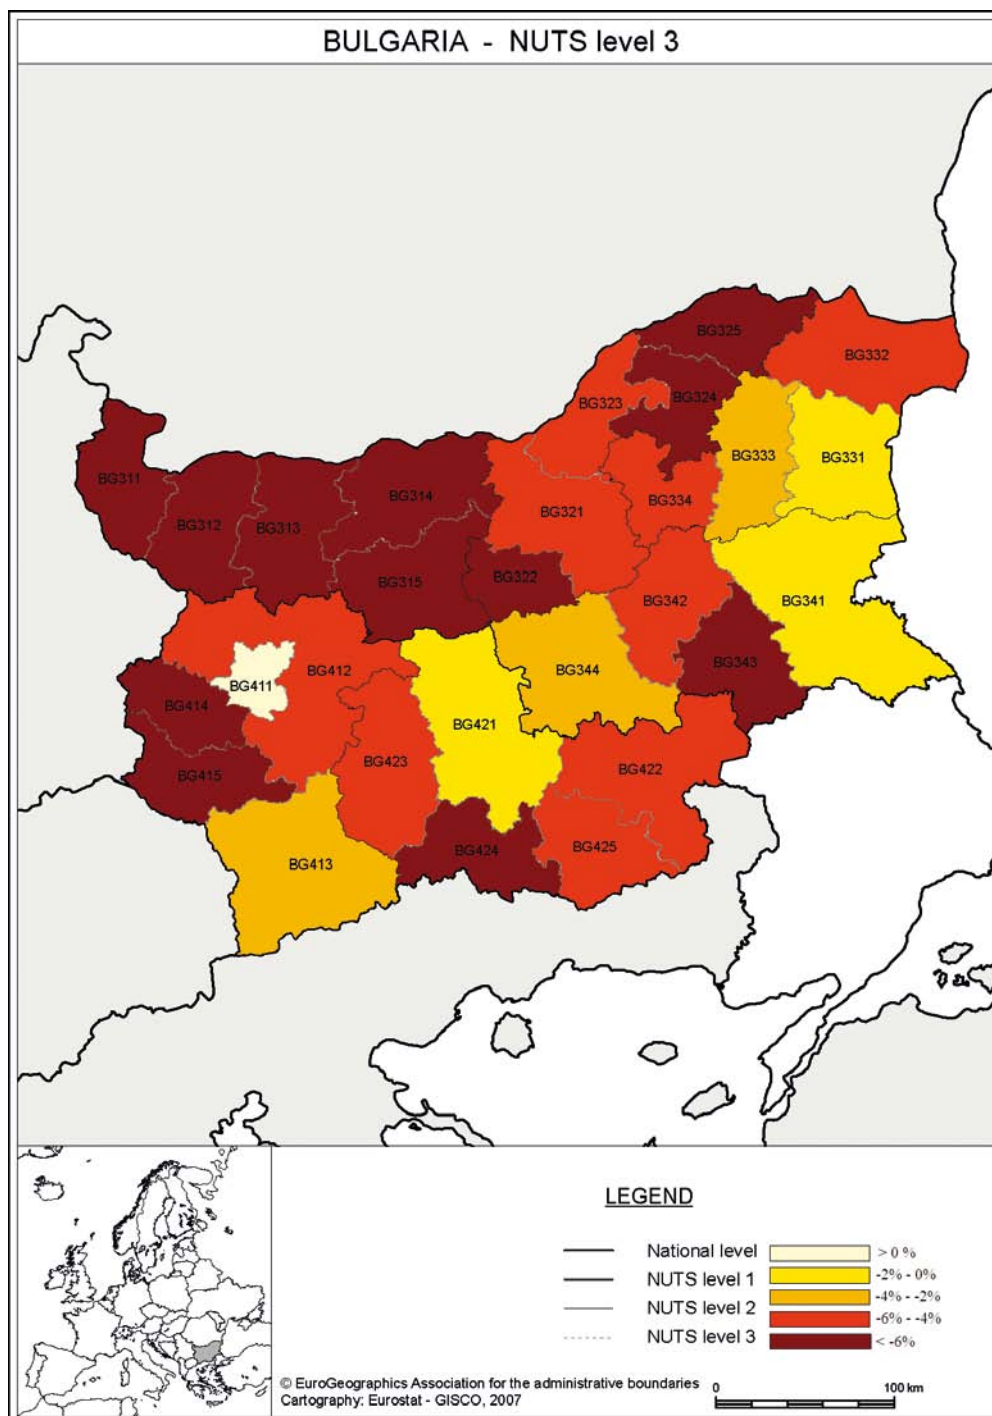 BULGARIA - NUTS level 3
BG325
BG332
BG324
BG323
BG333
BG331
BG311
BG314
BG334
BG312
BG313
BG321
BG315
BG322
BG342
BG341
BG343
BG344
BG412
BG411
BG414
BG421
BG423
BG422
BG415
BG425
BG424
BG413
LEGEND
National level > 0 %
NUTS level 1 -2% - 0%
NUTS level 2 -4% - -2%
-6% - -4%
NUTS level 3 < -6%
© EuroGeographics Association for the administrative boundaries
Cartography: Eurostat - GISCO, 2007
0 100 km